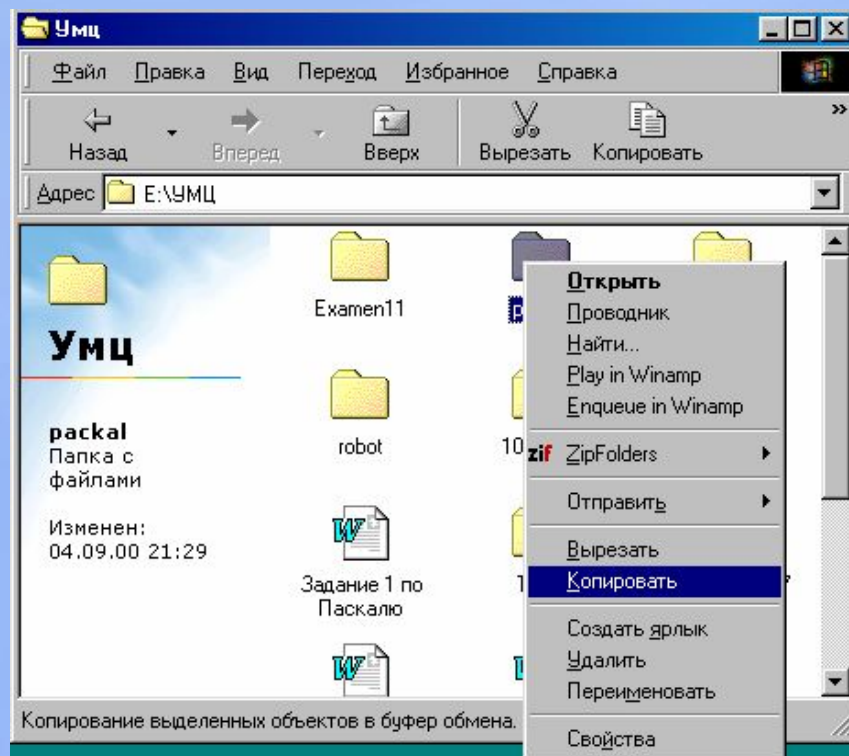 Умц
Файл Правка Вид Переход Избранное Справка
Назад Вперед Вверх Вырезать Копировать
Адрес E:\УМЦ
Умц
packal
Папка с
файлами
Изменен:
04.09.00 21:29
Examen11
robot
10
Задание 1 по
Паскалю
Открыть
Проводник
Найти...
Play in Winamp
Enqueue in Winamp
zif ZipFolders
Отправить
Вырезать
Копировать
Создать ярлык
Удалить
Переименовать
Свойства
Копирование выделенных объектов в буфер обмена.